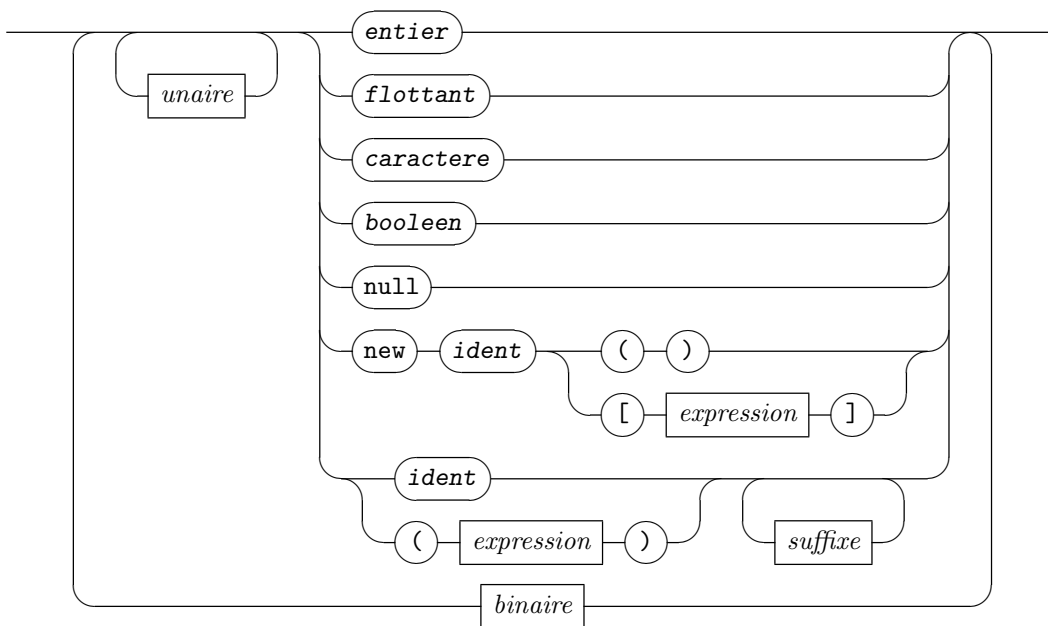 entier
unaire
flottant
caractere
booleen
null
new ident ( )
[ expression ]
ident
( expression ) suffixe
binaire